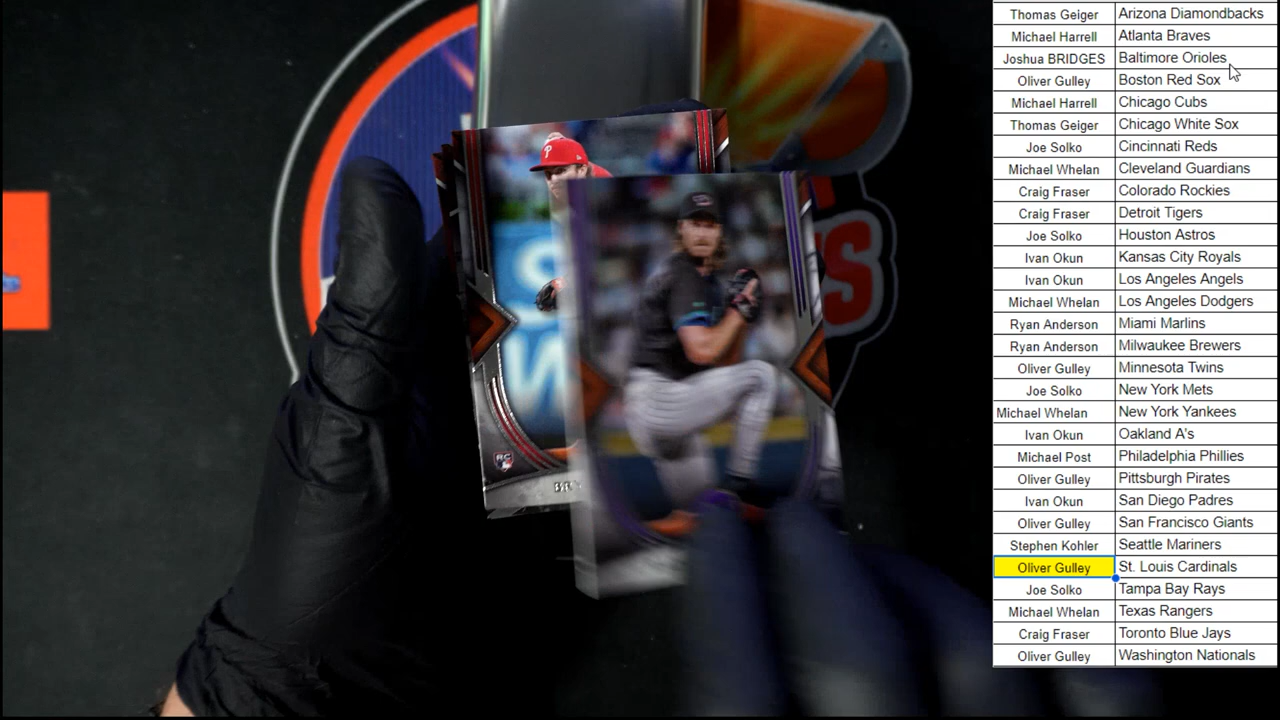 Thomas Geiger Arizona Diamondbacks
Michael Harrell Atlanta Braves
Joshua BRIDGES Baltimore Orioles
Oliver Gulley Boston Red Sox
Michael Harrell Chicago Cubs
Thomas Geiger Chicago White Sox
Joe Solko Cincinnati Reds
Michael Whelan Cleveland Guardians
Craig Fraser Colorado Rockies
Craig Fraser Detroit Tigers
Joe Solko Houston Astros
Ivan Okun Kansas City Royals
Ivan Okun Los Angeles Angels
Michael Whelan Los Angeles Dodgers
Ryan Anderson Miami Marlins
Ryan Anderson Milwaukee Brewers
Oliver Gulley Minnesota Twins
Joe Solko New York Mets
Michael Whelan New York Yankees
Ivan Okun Oakland A's
Michael Post Philadelphia Phillies
Oliver Gulley Pittsburgh Pirates
Ivan Okun San Diego Padres
Oliver Gulley San Francisco Giants
Stephen Kohler Seattle Mariners
Oliver Gulley St. Louis Cardinals
Joe Solko Tampa Bay Rays
Michael Whelan Texas Rangers
Craig Fraser Toronto Blue Jays
Oliver Gulley Washington Nationals
P
RC